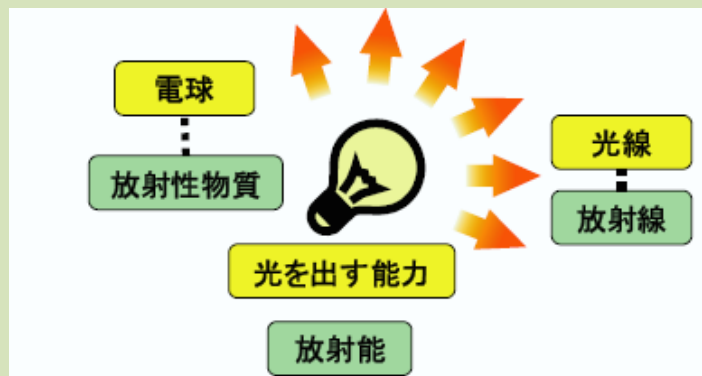 電球
放射性物質
光線
放射線
光を出す能力
放射能